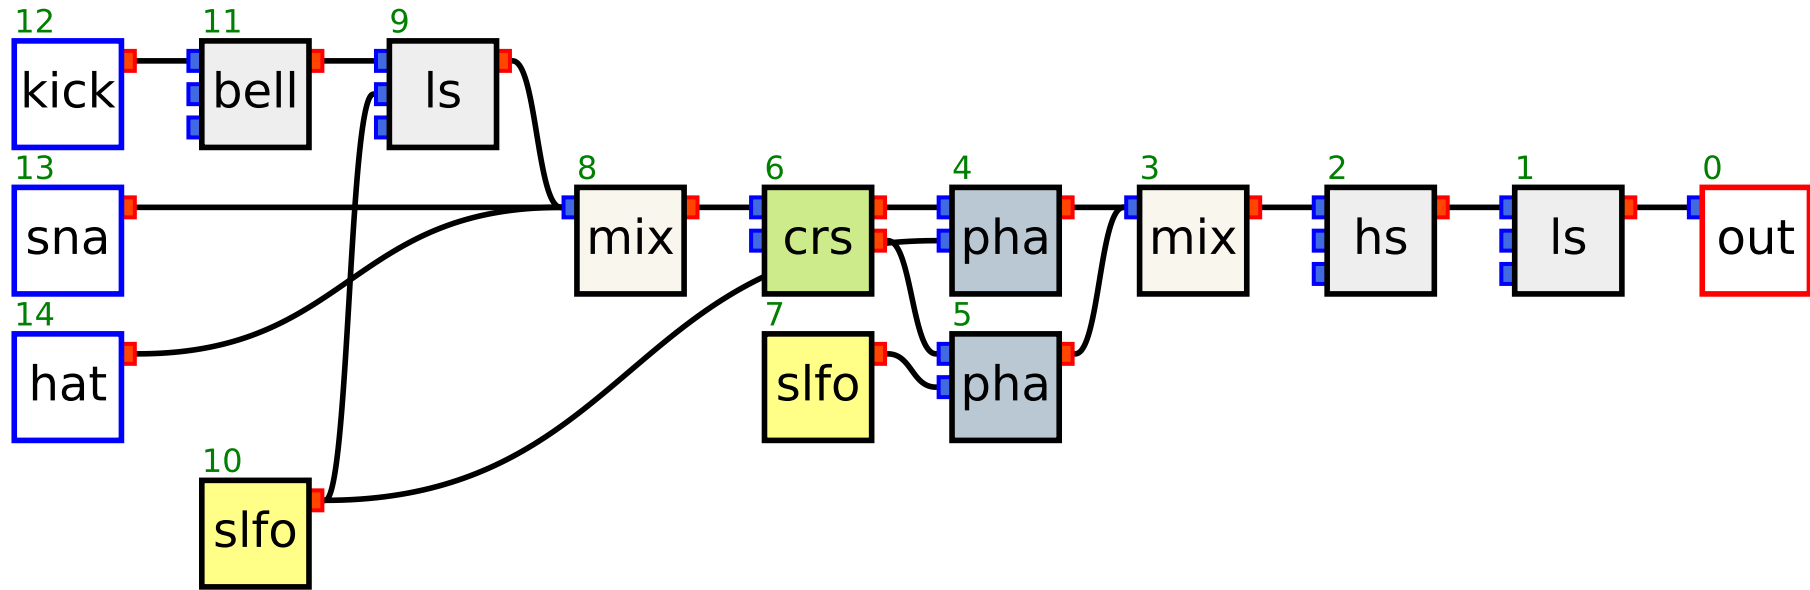 12 11 9
kick bell ls
13 8 6 4 3 2 1 0
sna mix crs pha mix hs ls out
14 7 5
hat slfo pha
10
slfo